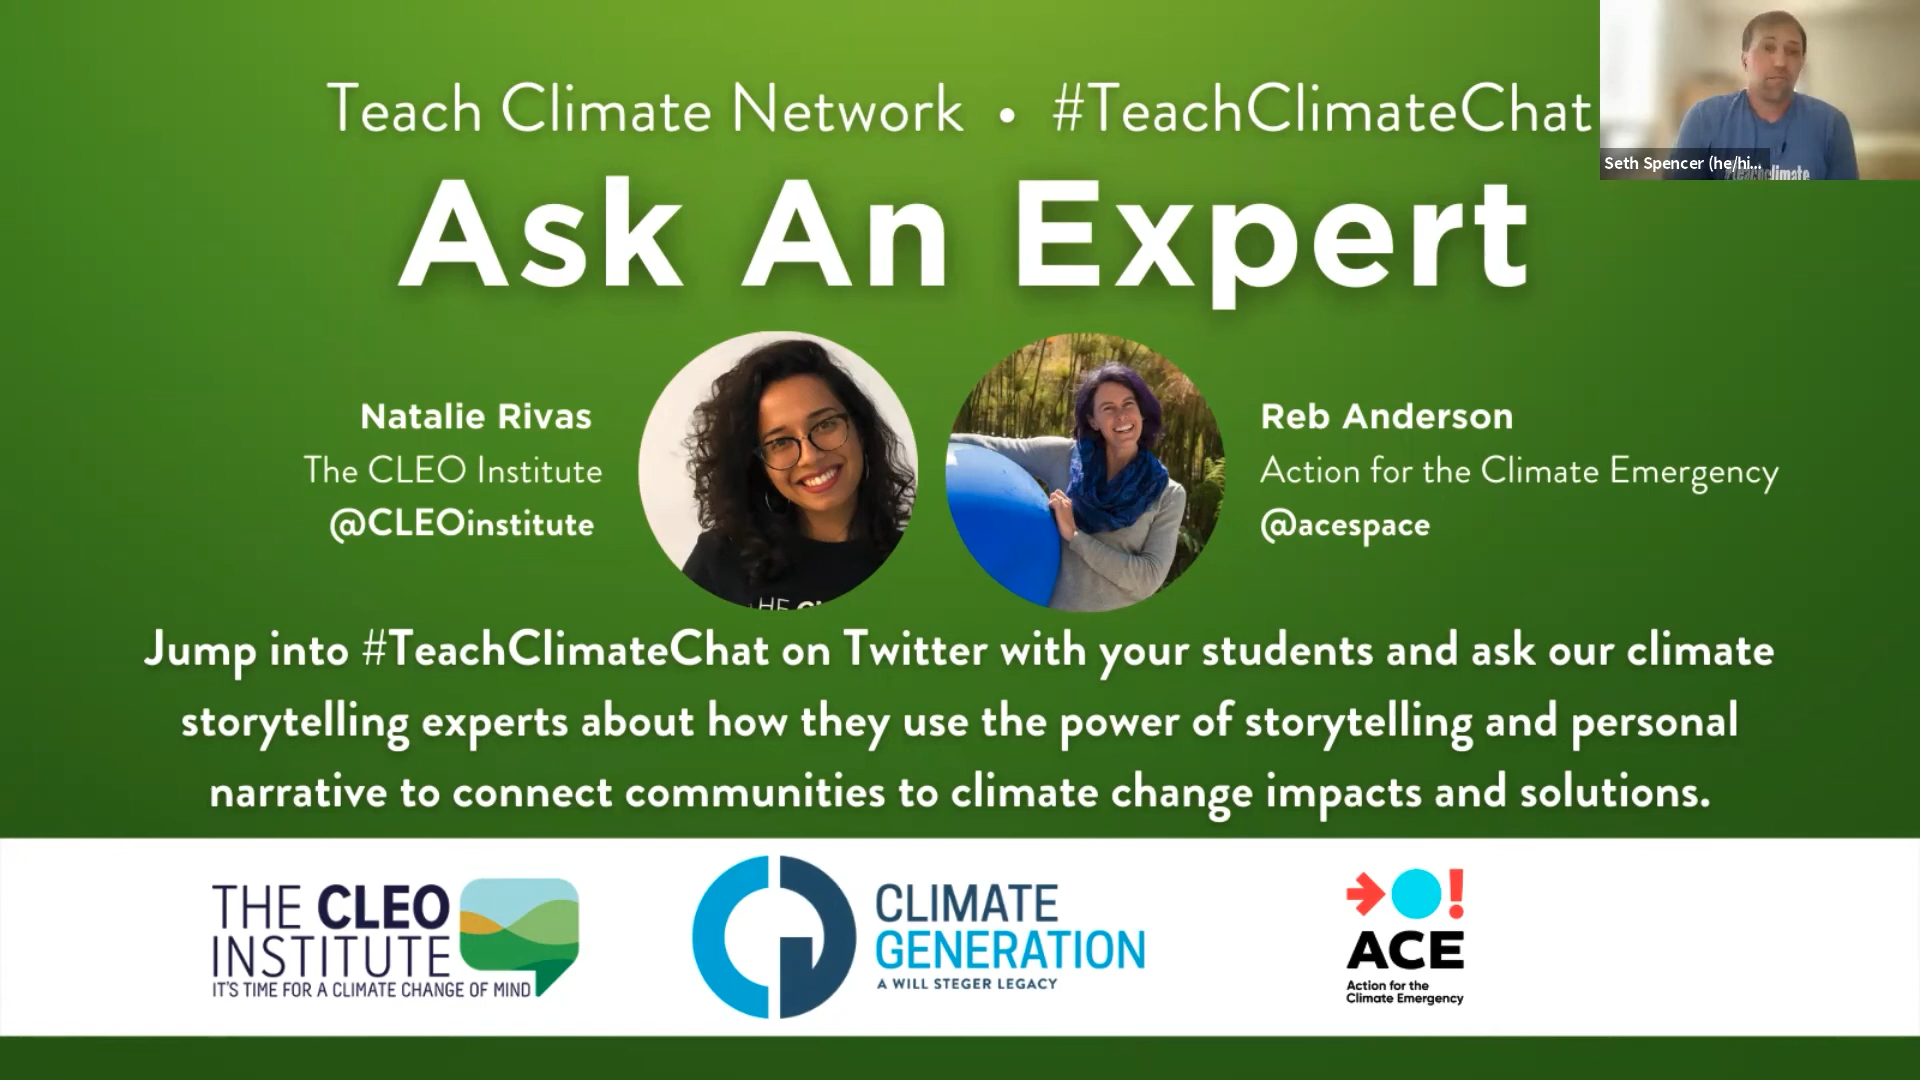 Teach Climate Network • #TeachClimateChat
Seth Spencer (he/hi...
#teachclimate
Ask An Expert
Natalie Rivas
The CLEO Institute
@CLEOinstitute
Reb Anderson
Action for the Climate Emergency
@acespace
Jump into #TeachClimateChat on Twitter with your students and ask our climate
storytelling experts about how they use the power of storytelling and personal
narrative to connect communities to climate change impacts and solutions.
THE CLEO
INSTITUTE
IT'S TIME FOR A CLIMATE CHANGE OF MIND
CLIMATE
GENERATION
A WILL STEGER LEGACY
ACE
Action for the
Climate Emergency